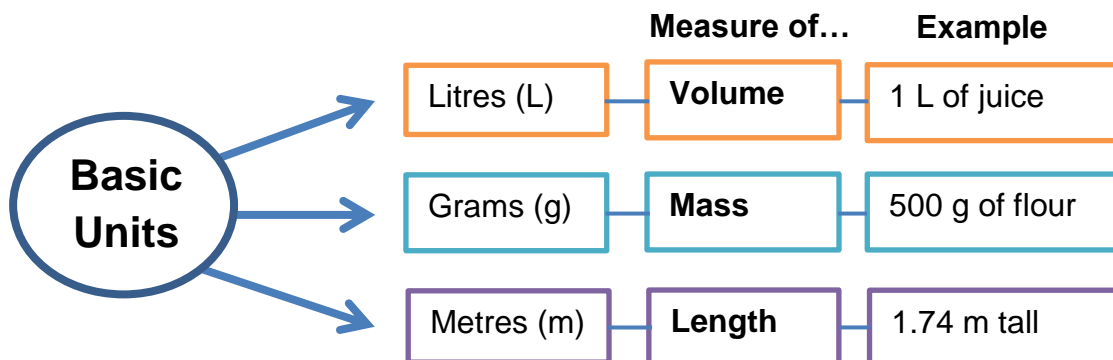 Measure of… Example
Litres (L) Volume 1 L of juice
Basic
Units
Grams (g) Mass 500 g of flour
Metres (m) Length 1.74 m tall